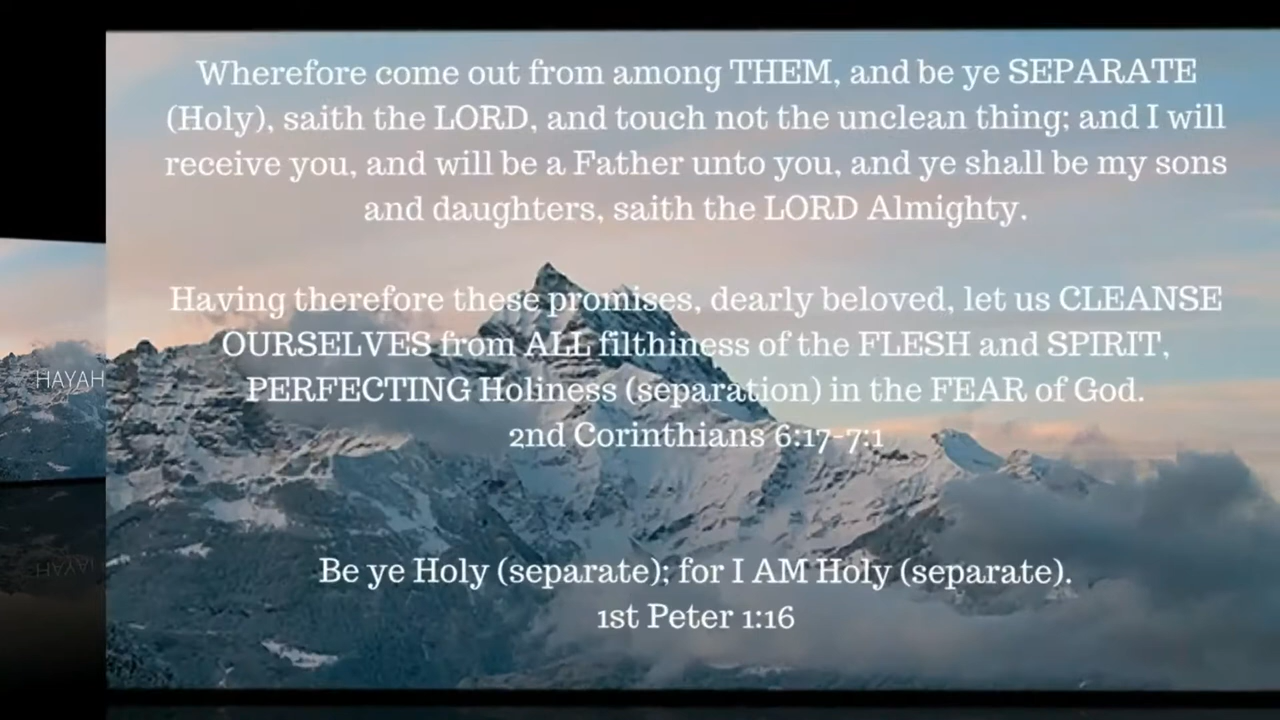 Wherefore come out from among THEM, and be ye SEPARATE
(Holy), saith the LORD, and touch not the unclean thing; and I will
receive you, and will be a Father unto you, and ye shall be my sons
and daughters, saith the LORD Almighty.
Having therefore these promises, dearly beloved, let us CLEANSE
OURSELVES from ALL filthiness of the FLESH and SPIRIT,
PERFECTING Holiness (separation) in the FEAR of God.
2nd Corinthians 6:17-7:1
Be ye Holy (separate); for I AM Holy (separate).
1st Peter 1:16
HAYAH